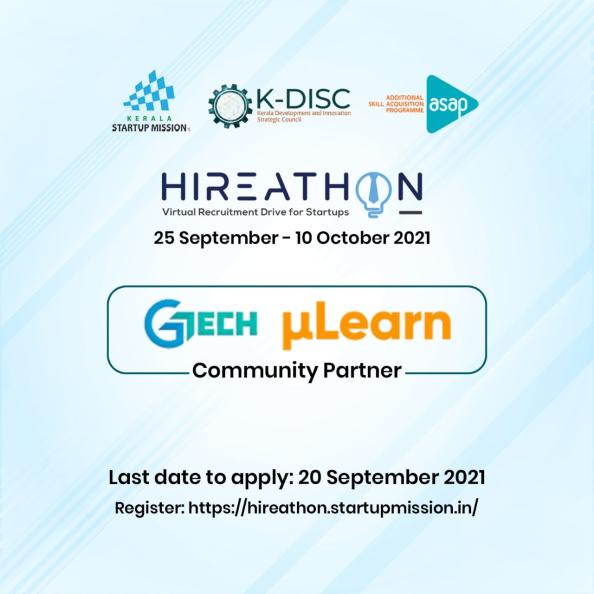 KERALA
STARTUP MISSION
K-DISC
Kerala Development and Innovation
Strategic Council
ADDITIONAL
SKILL ACQUISITION
PROGRAMME
asap
HIREATHON
Virtual Recruitment Drive for Startups
25 September - 10 October 2021
GTECH µLearn
Community Partner
Last date to apply: 20 September 2021
Register: https://hireathon.startupmission.in/